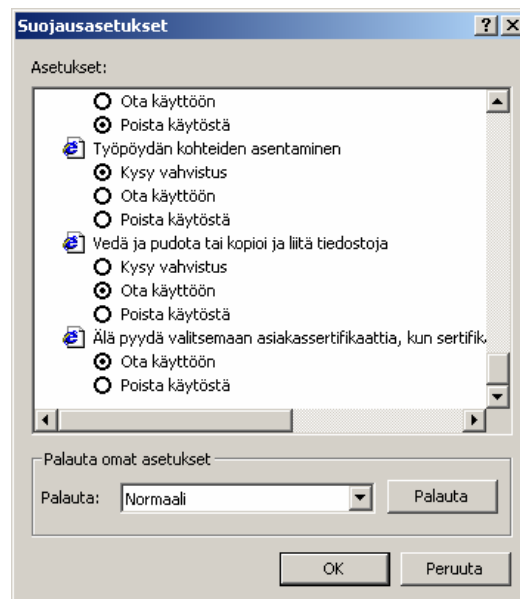 Suojausasetukset
Asetukset:
Ota käyttöön
Poista käytöstä
Työpöydän kohteiden asentaminen
Kysy vahvistus
Ota käyttöön
Poista käytöstä
Vedä ja pudota tai kopioi ja liitä tiedostoja
Kysy vahvistus
Ota käyttöön
Poista käytöstä
Älä pyydä valitsemaan asiakassertifikaattia, kun sertifik
Ota käyttöön
Poista käytöstä
Palauta omat asetukset
Palauta: Normaali Palauta
OK Peruuta